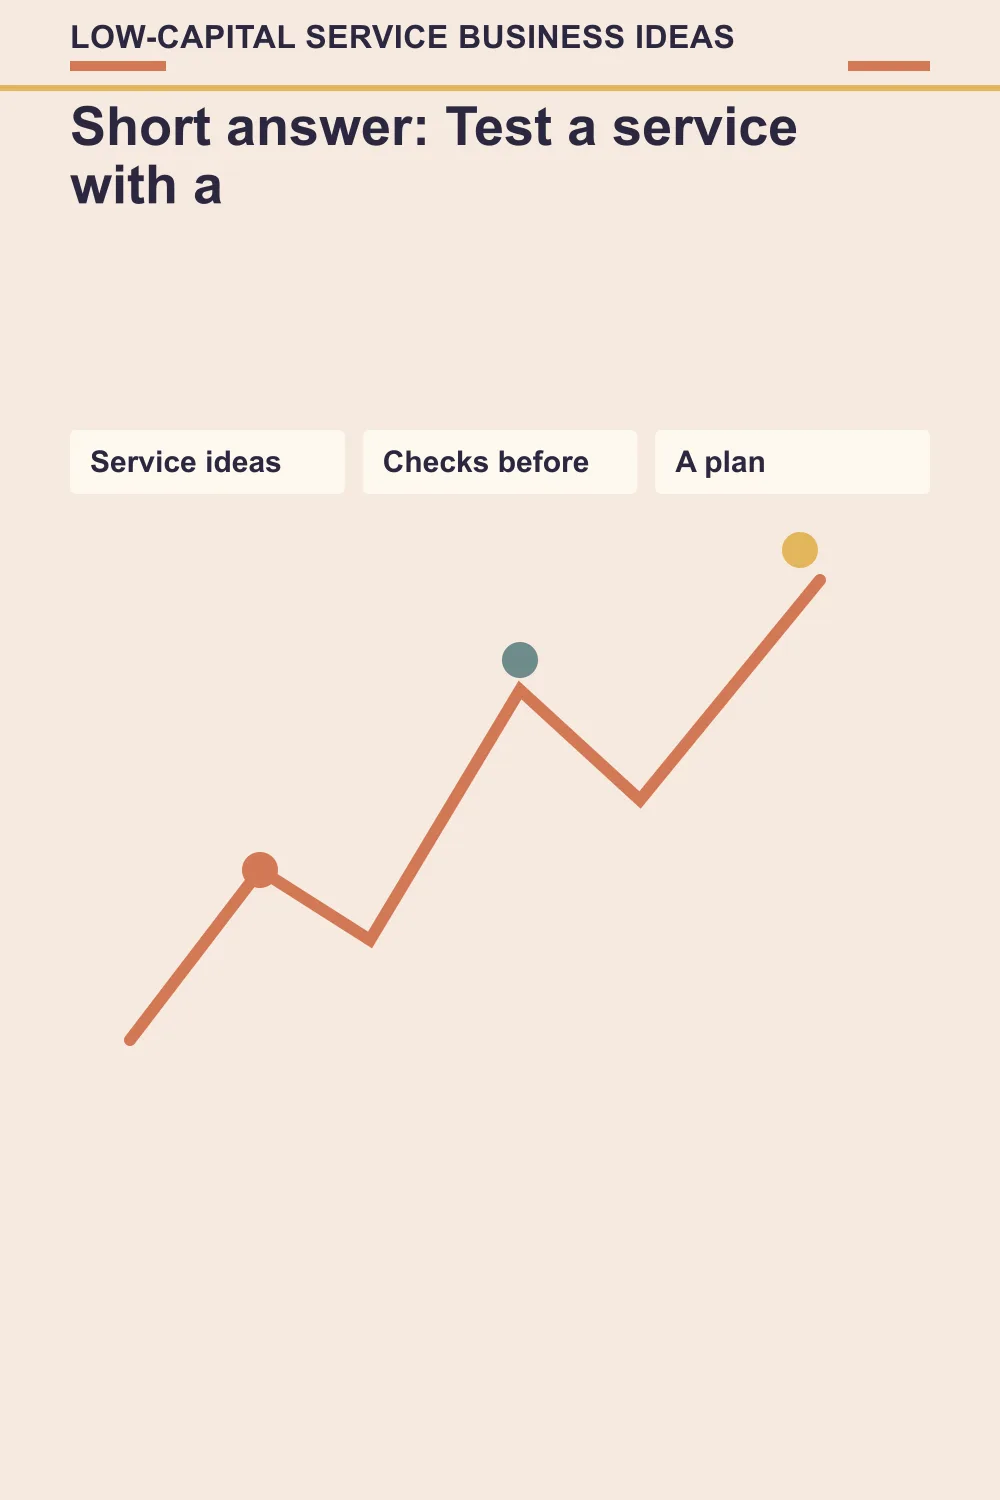 LOW-CAPITAL SERVICE BUSINESS IDEAS
Short answer: Test a service
with a
Service ideas
Checks before
A plan